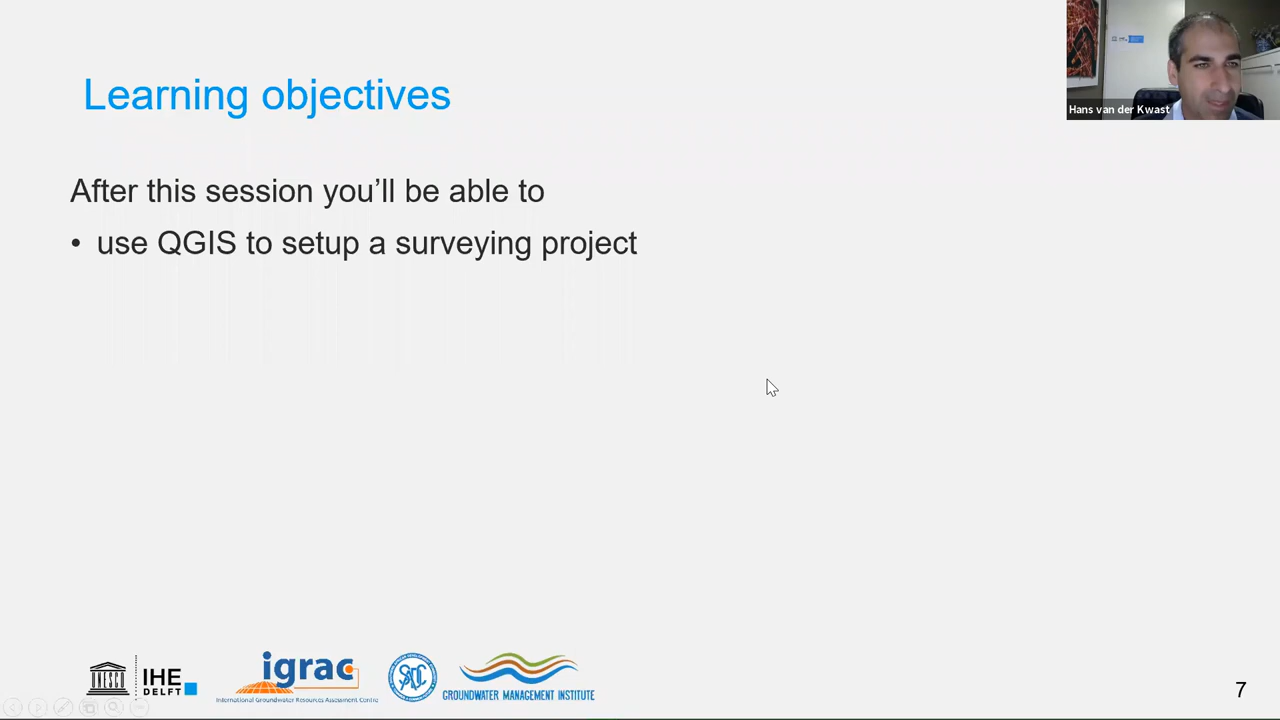 Learning objectives
Hans van der Kwast
After this session you’ll be able to
• use QGIS to setup a surveying project
UNESCO
IHE
DELFT
igrac
International Groundwater Resources Assessment Centre
GROUNDWATER MANAGEMENT INSTITUTE
7